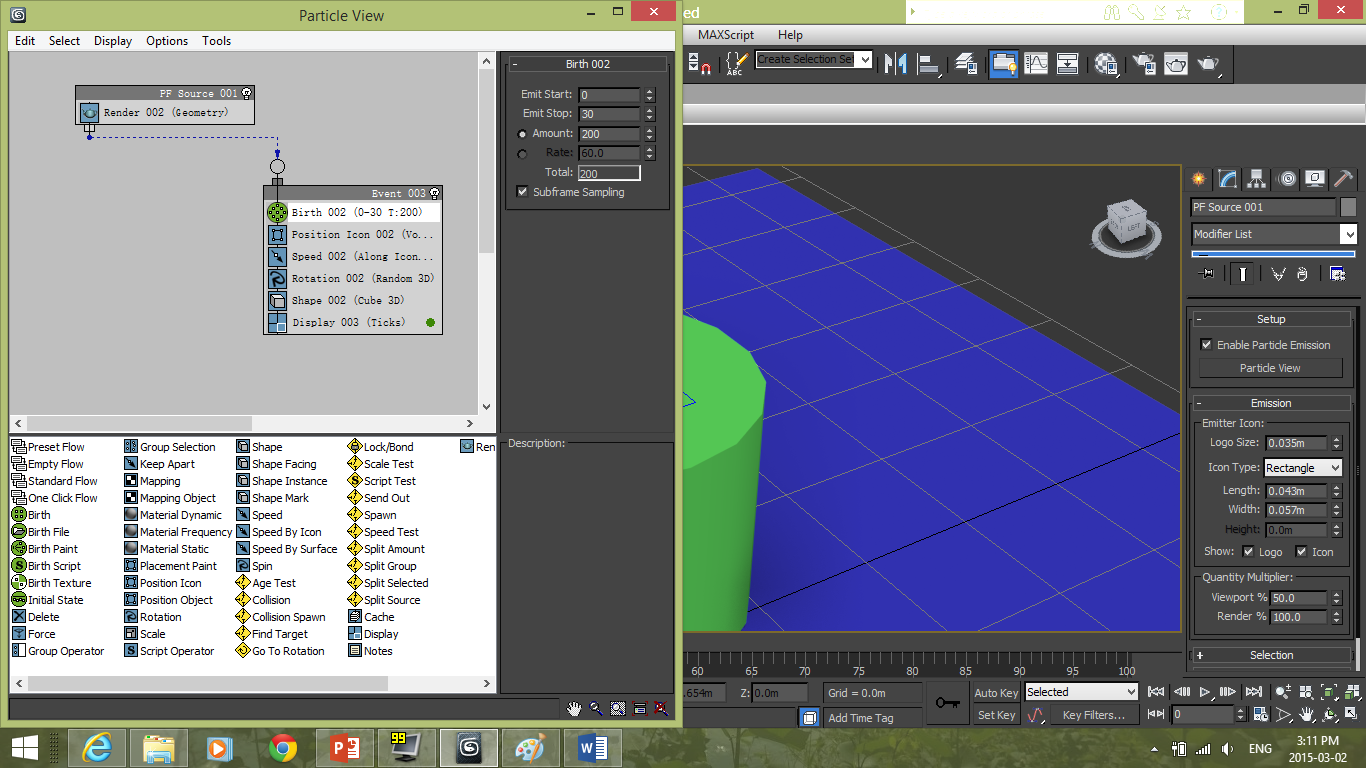 Particle View
Edit Select Display Options Tools
PF Source 001
Render 002 (Geometry)
Event 003
Birth 002 (0-30 T:200)
Position Icon 002 (Vo...
Speed 002 (Along Icon...
Rotation 002 (Random 3D)
Shape 002 (Cube 3D)
Display 003 (Ticks)
Birth 002
Emit Start: 0
Emit Stop: 30
Amount: 200
Rate: 60.0
Total: 200
Subframe Sampling
Preset Flow Group Selection Shape Lock/Bond Ren
Empty Flow Keep Apart Shape Facing Scale Test
Standard Flow Mapping Shape Instance Script Test
One Click Flow Mapping Object Shape Mark Send Out
Birth Material Dynamic Speed Spawn
Birth File Material Frequency Speed By Icon Speed Test
Birth Paint Material Static Speed By Surface Split Amount
Birth Script Placement Paint Spin Split Group
Birth Texture Position Icon Age Test Split Selected
Initial State Position Object Collision Split Source
Delete Rotation Collision Spawn Cache
Force Scale Find Target Display
Group Operator Script Operator Go To Rotation Notes
Description:
ed
MAXScript Help
ABC
Create Selection Set
LEFT
PF Source 001
Modifier List
Setup
Enable Particle Emission
Particle View
Emission
Emitter Icon:
Logo Size: 0.035m
Icon Type: Rectangle
Length: 0.043m
Width: 0.057m
Height: 0.0m
Show: Logo Icon
Quantity Multiplier:
Viewport % 50.0
Render % 100.0
Selection
60 65 70 75 80 85 90 95 100
.654m Z: 0.0m Grid = 0.0m Auto Key Selected
Add Time Tag Set Key Key Filters... 0
99
ENG
3:11 PM
2015-03-02